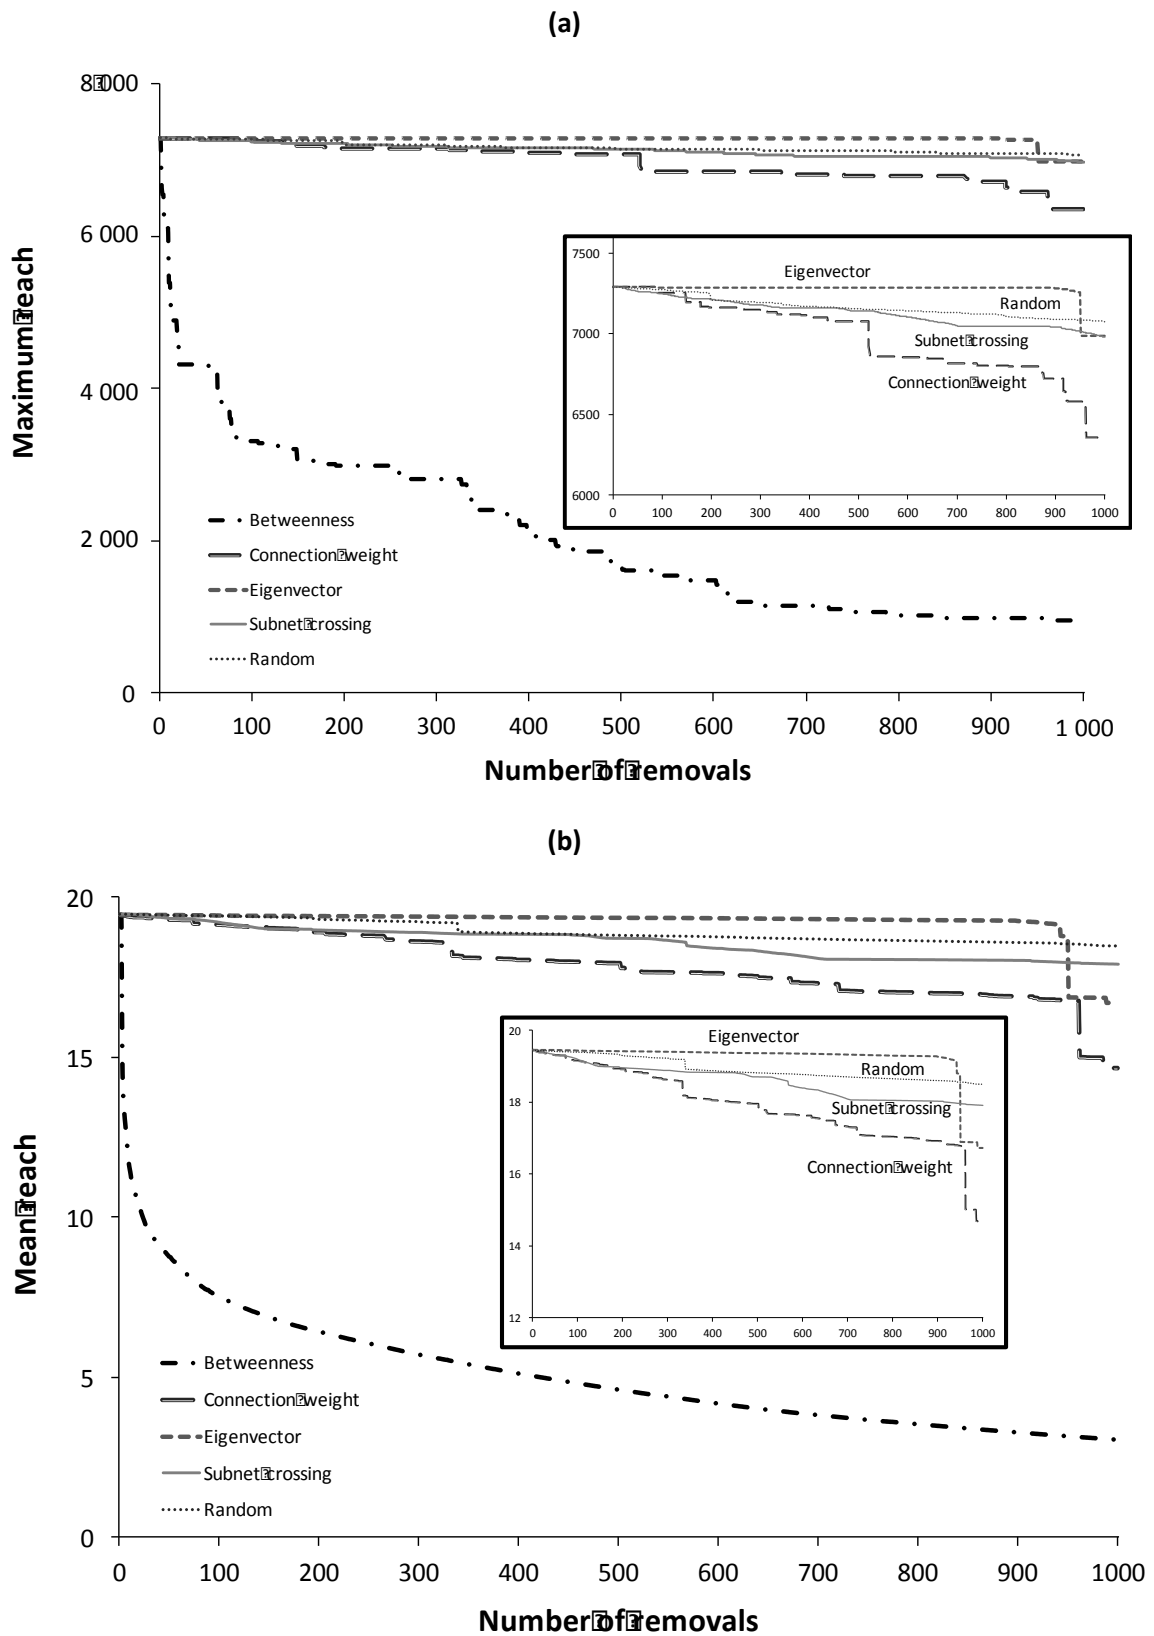 (a)
8 000
6 000
4 000
2 000
0
Maximum reach
0 100 200 300 400 500 600 700 800 900 1 000
Number of removals
Betweenness
Connection weight
Eigenvector
Subnet crossing
Random
7500
7000
6500
6000
0 100 200 300 400 500 600 700 800 900 1000
Eigenvector
Random
Subnet crossing
Connection weight
(b)
20
15
10
5
0
Mean reach
0 100 200 300 400 500 600 700 800 900 1000
Number of removals
Betweenness
Connection weight
Eigenvector
Subnet crossing
Random
20
18
16
14
12
0 100 200 300 400 500 600 700 800 900 1000
Eigenvector
Random
Subnet crossing
Connection weight